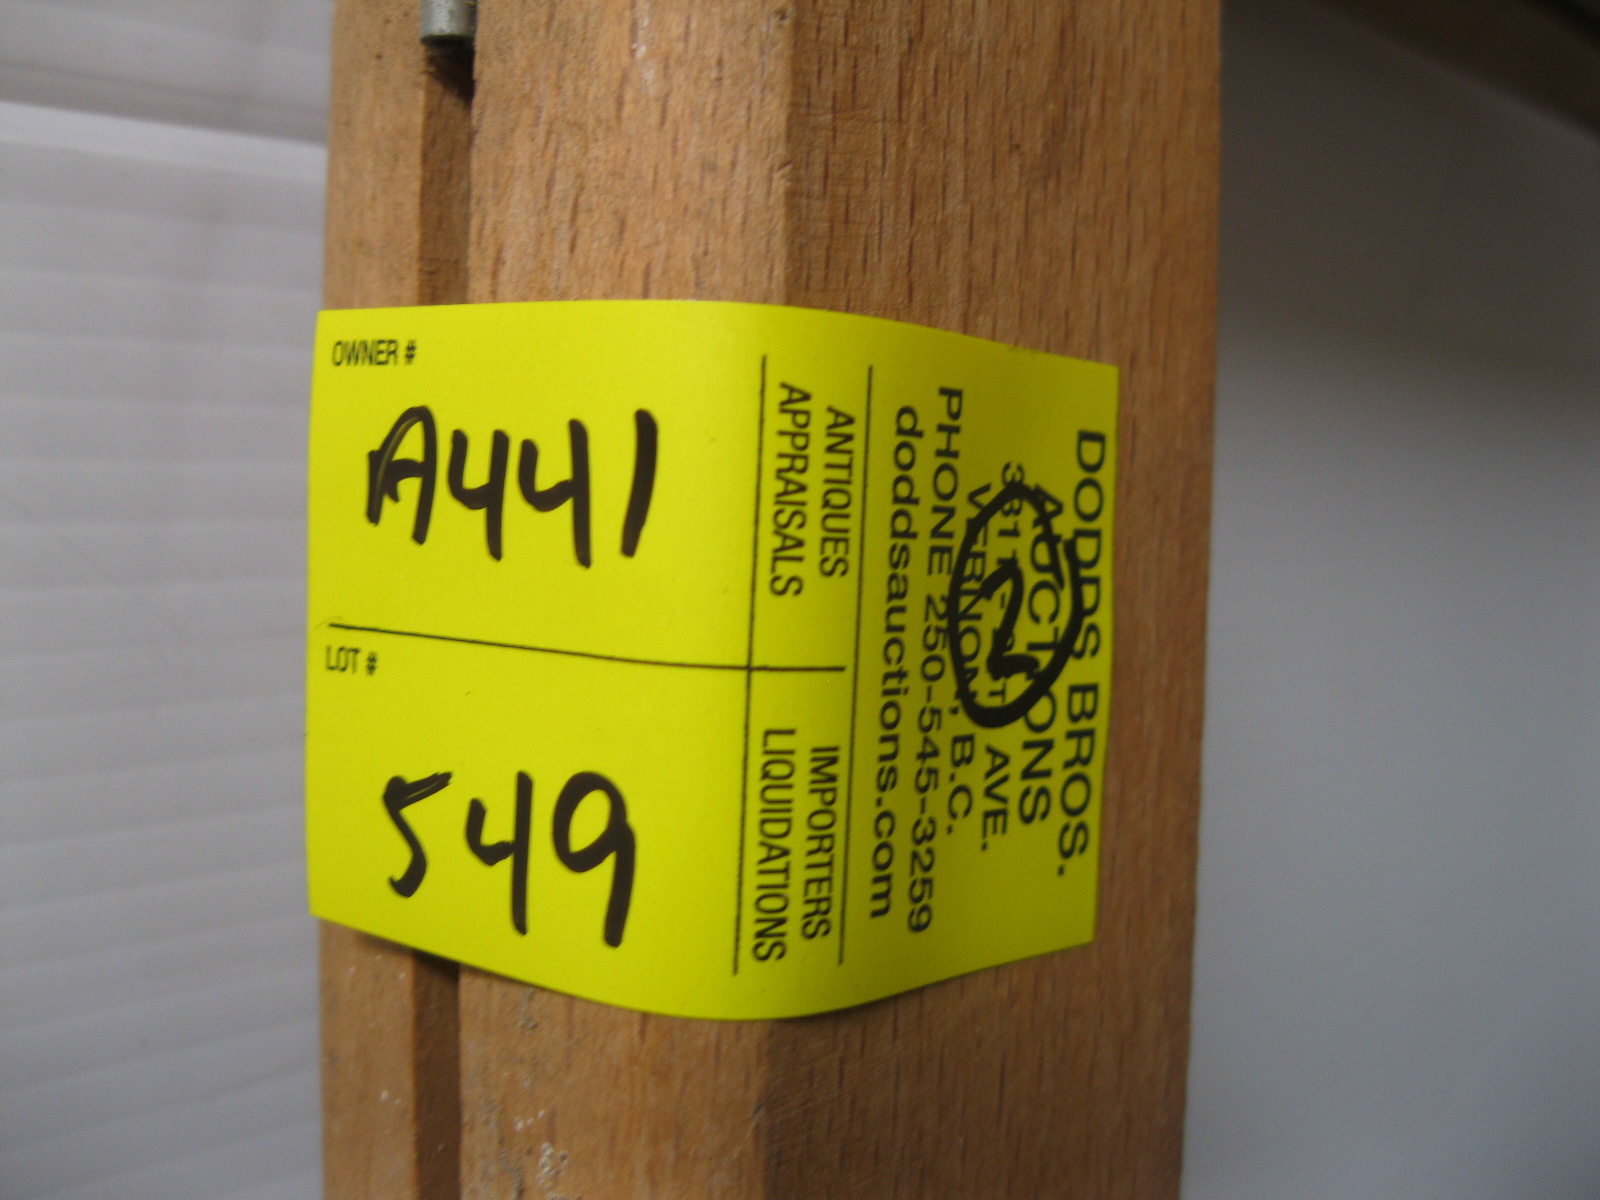 DODDS BROS.
AUCTIONS
AVE.
VERNON, B.C.
PHONE 250-545-3259
doddsauctions.com
2
ANTIQUES
APPRAISALS
IMPORTERS
LIQUIDATIONS
OWNER #
A441
LOT #
549